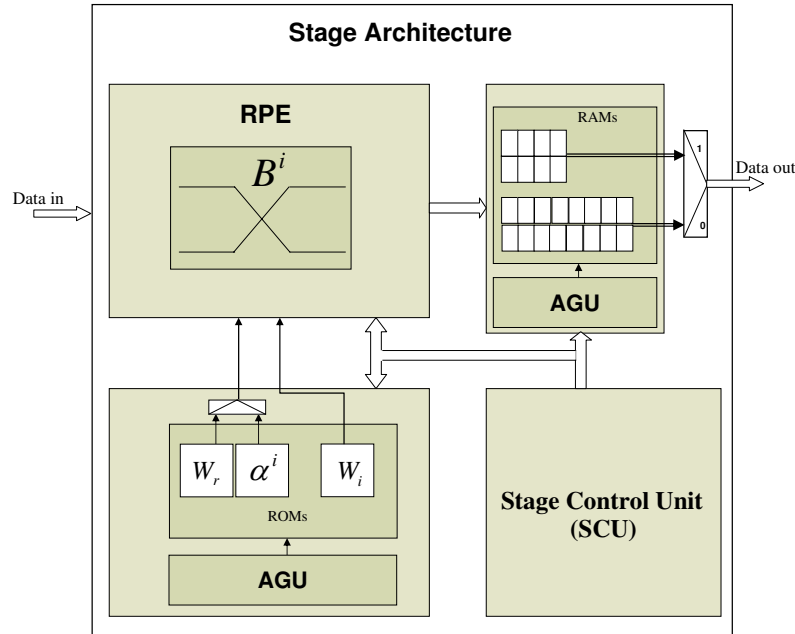 Stage Architecture
RPE
B^i
Data in
RAMs
1
0
Data out
AGU
W_r
α^i
W_i
ROMs
AGU
Stage Control Unit
(SCU)